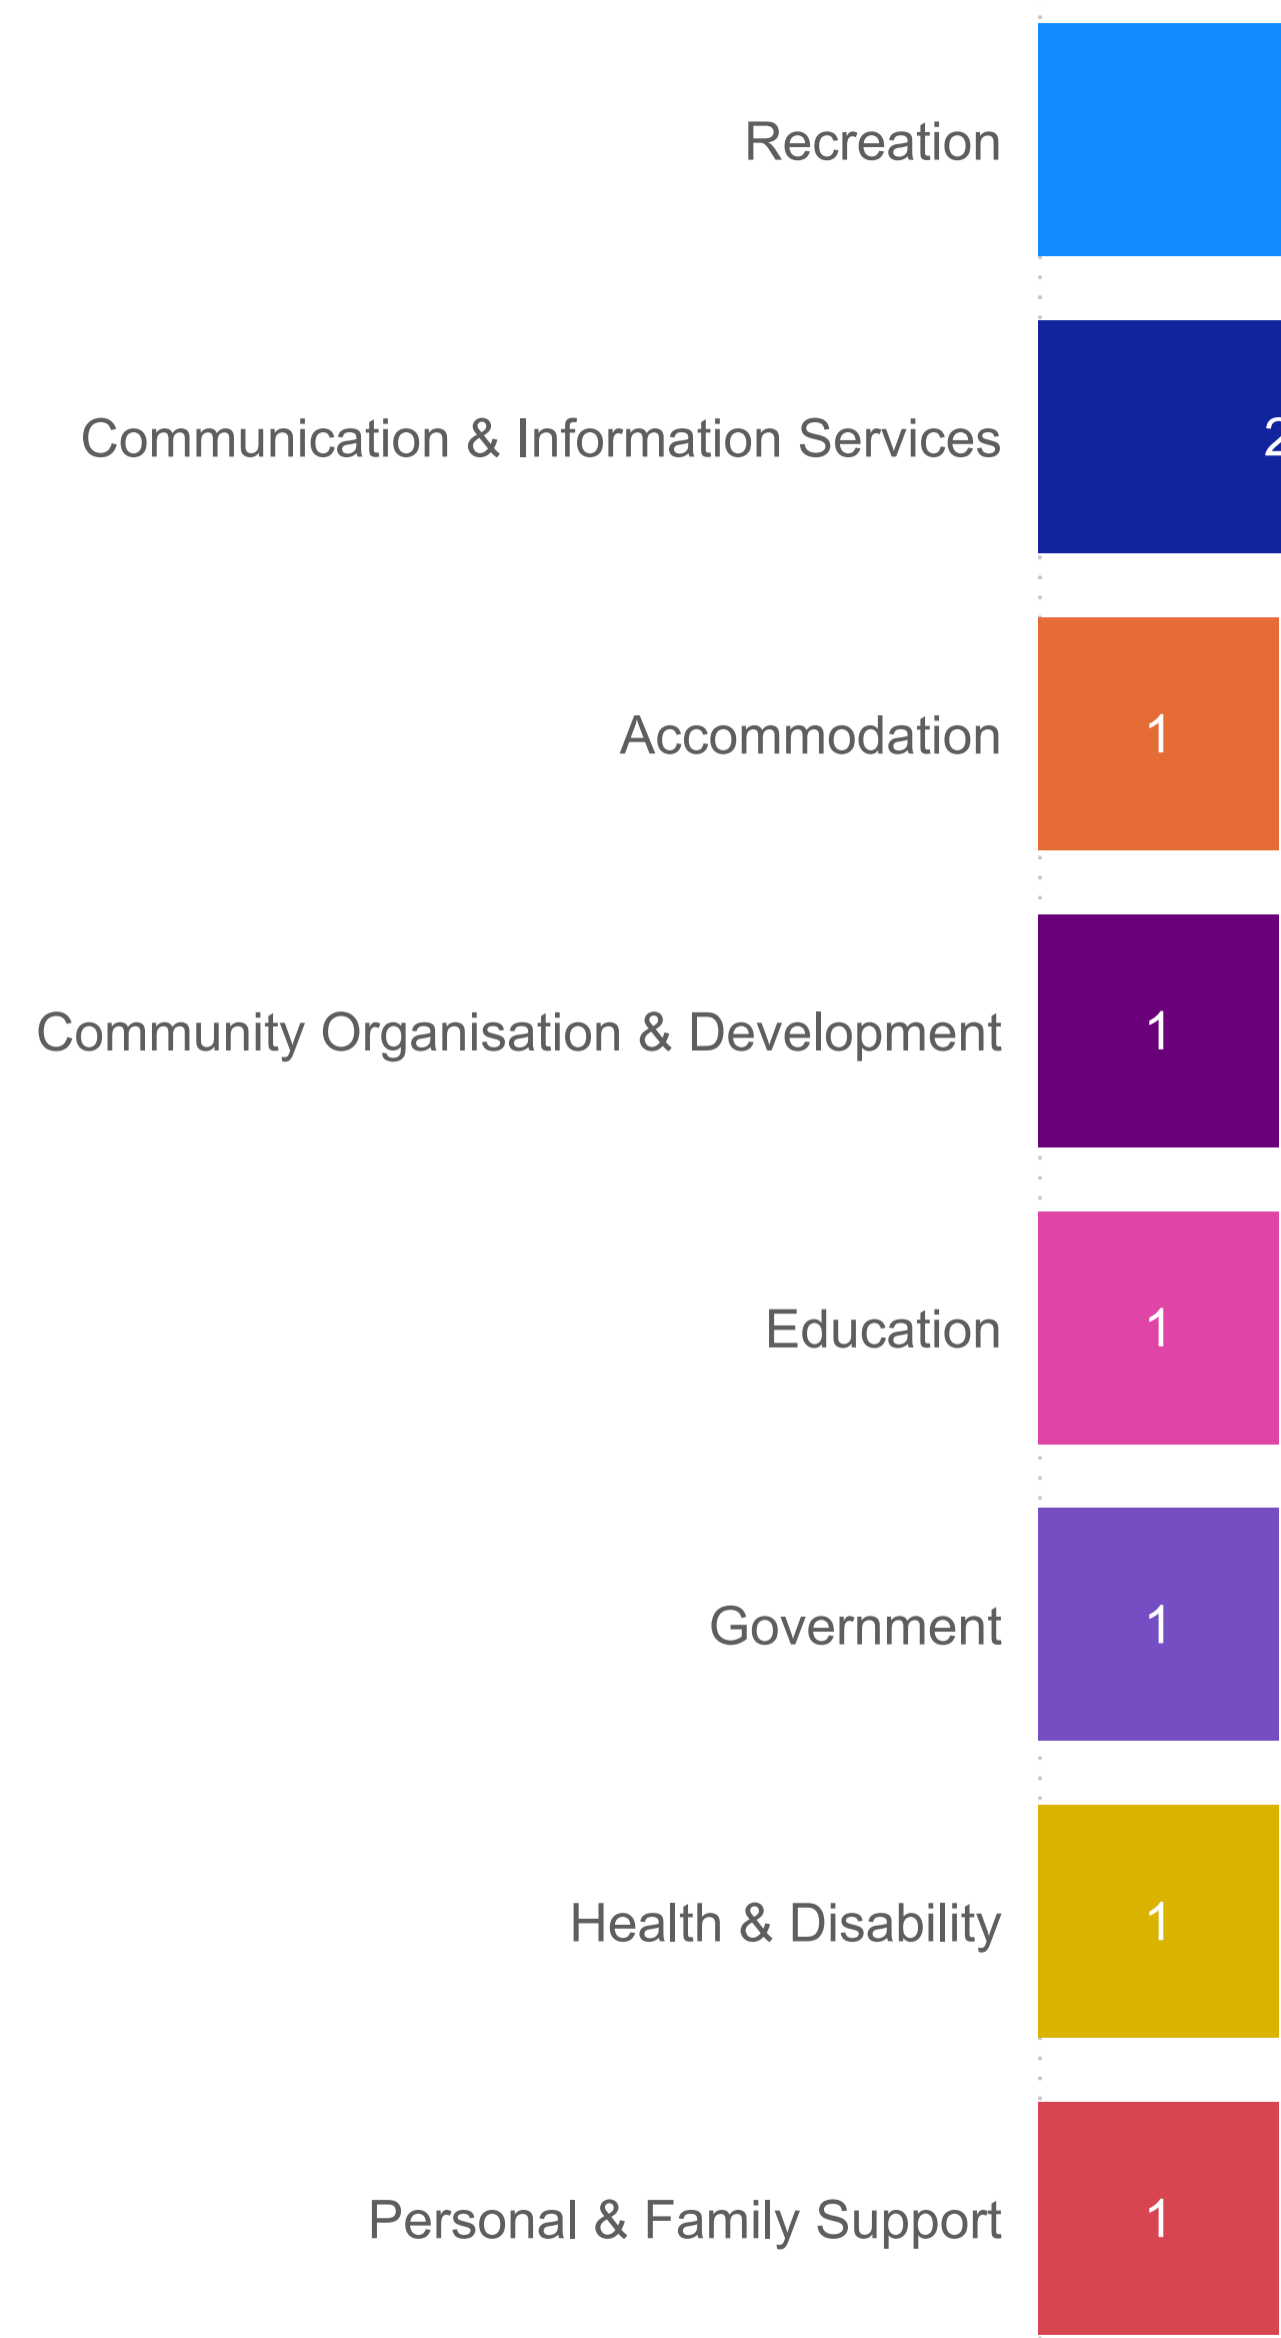 Recreation
Communication & Information Services 2
Accommodation 1
Community Organisation & Development 1
Education 1
Government 1
Health & Disability 1
Personal & Family Support 1